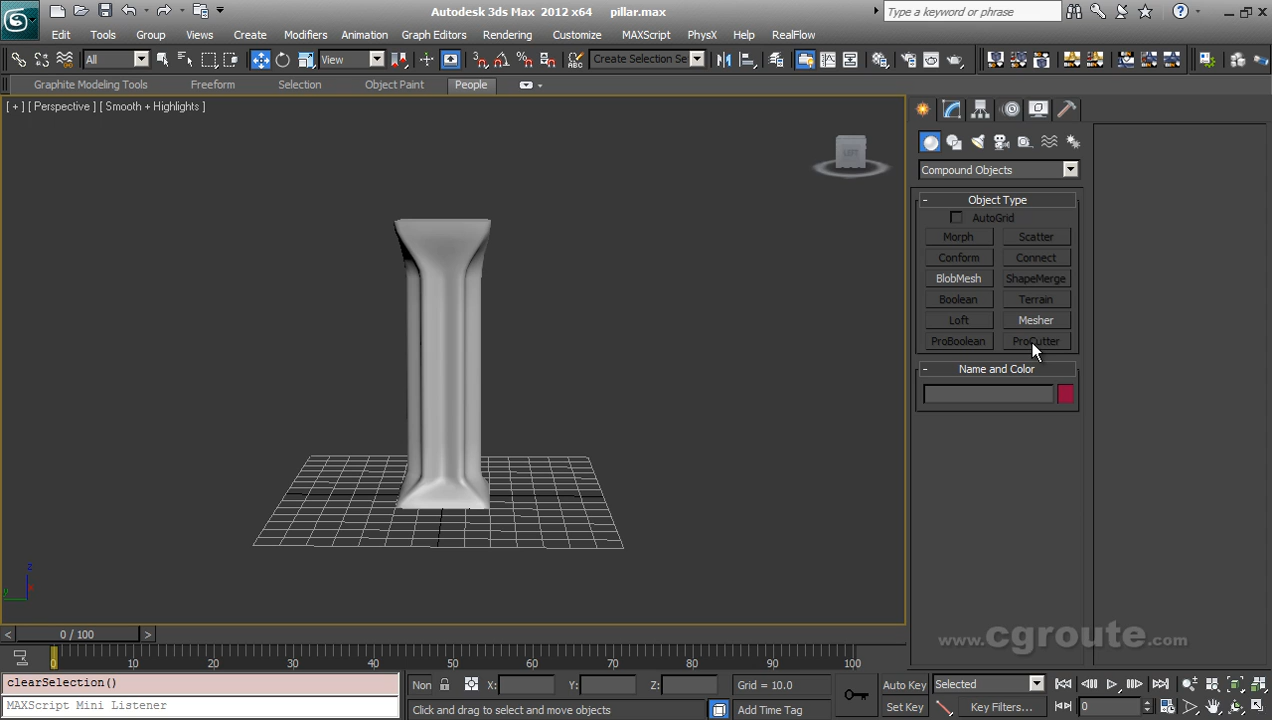 Autodesk 3ds Max 2012 x64 pillar.max
Type a keyword or phrase
Edit Tools Group Views Create Modifiers Animation Graph Editors Rendering Customize MAXScript PhysX Help RealFlow
All View Create Selection Se
Graphite Modeling Tools Freeform Selection Object Paint People
[ + ] [ Perspective ] [ Smooth + Highlights ]
LEFT
Compound Objects
- Object Type
AutoGrid
Morph Scatter
Conform Connect
BlobMesh ShapeMerge
Boolean Terrain
Loft Mesher
ProBoolean ProCutter
- Name and Color
z
y x
www.cgroute.com
< 0 / 100 >
0 10 20 30 40 50 60 70 80 90 100
clearSelection()
Non X: Y: Z: Grid = 10.0 Auto Key Selected
MAXScript Mini Listener
Click and drag to select and move objects Add Time Tag Set Key Key Filters... 0